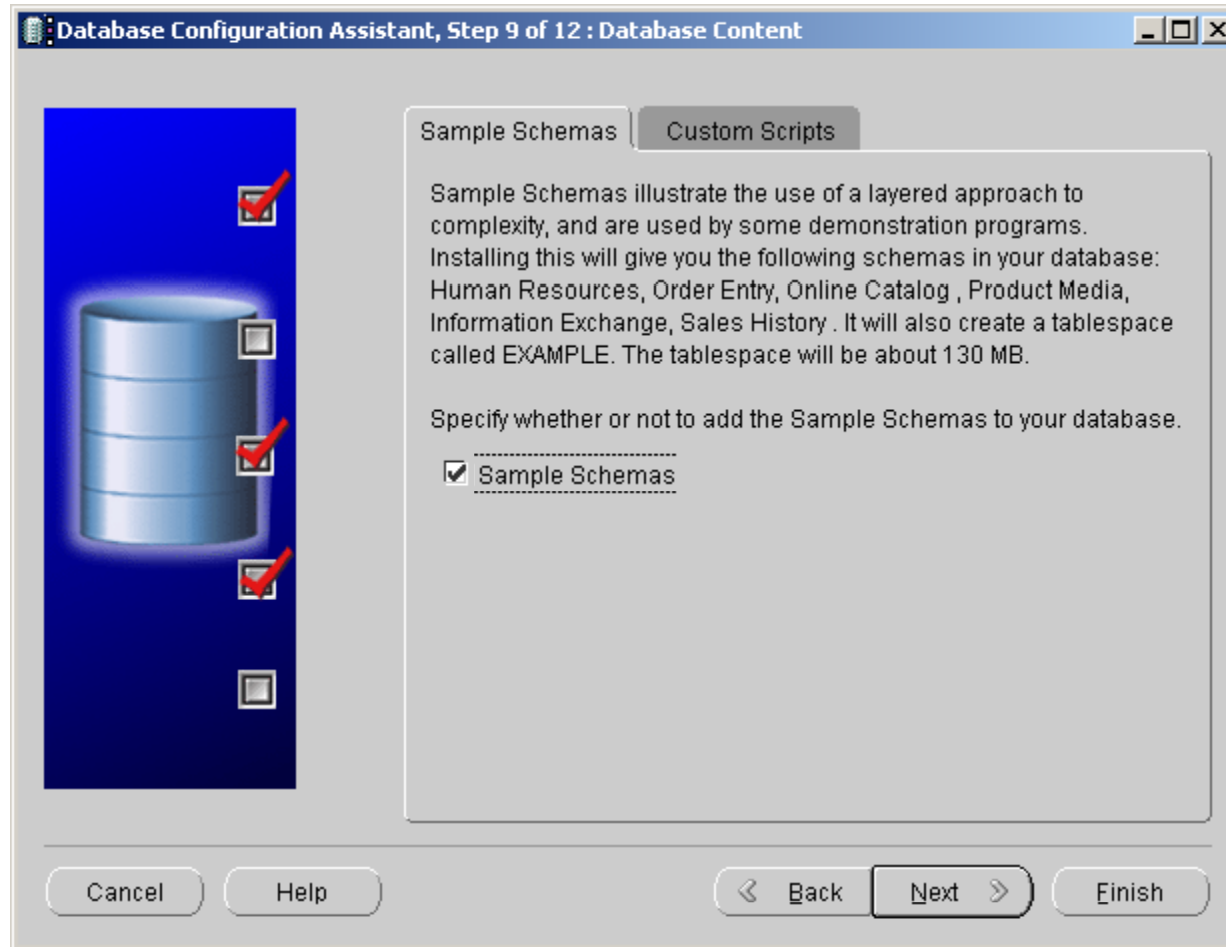 Database Configuration Assistant, Step 9 of 12 : Database Content
Sample Schemas
Custom Scripts
Sample Schemas illustrate the use of a layered approach to
complexity, and are used by some demonstration programs.
Installing this will give you the following schemas in your database:
Human Resources, Order Entry, Online Catalog , Product Media,
Information Exchange, Sales History . It will also create a tablespace
called EXAMPLE. The tablespace will be about 130 MB.
Specify whether or not to add the Sample Schemas to your database.
Sample Schemas
Cancel
Help
Back
Next
Finish